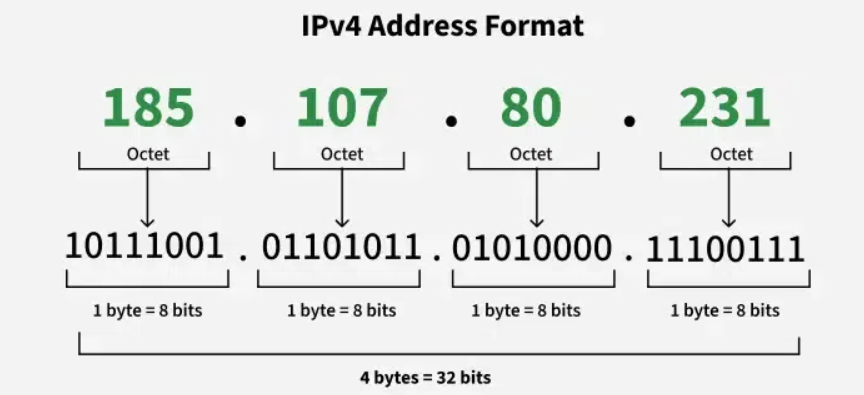 IPv4 Address Format
185 . 107 . 80 . 231
Octet Octet Octet Octet
10111001 . 01101011 . 01010000 . 11100111
1 byte = 8 bits 1 byte = 8 bits 1 byte = 8 bits 1 byte = 8 bits
4 bytes = 32 bits